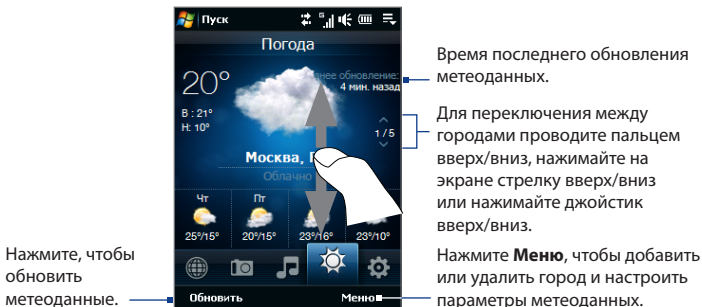 Пуск
Погода
20°
нее обновление:
4 мин. назад
В : 21°
Н: 10°
1 / 5
Москва,
Облачно
Чт
Пт
25°/15°
20°/15°
23°/16°
23°/10°
Обновить
Меню
Время последнего обновления
метеоданных.
Для переключения между
городами проводите пальцем
вверх/вниз, нажимайте на
экране стрелку вверх/вниз
или нажимайте джойстик
вверх/вниз.
Нажмите Меню, чтобы добавить
или удалить город и настроить
параметры метеоданных.
Нажмите, чтобы
обновить
метеоданные.